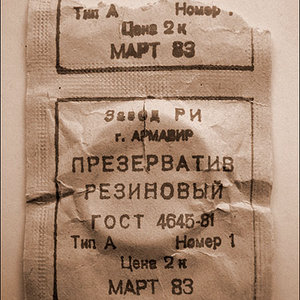 Тип А Номер 1
Цена 2 к
МАРТ 83
Завод РИ
г. АРМАВИР
ПРЕЗЕРВАТИВ
РЕЗИНОВЫЙ
ГОСТ 4645-81
Тип А Номер 1
Цена 2 к
МАРТ 83